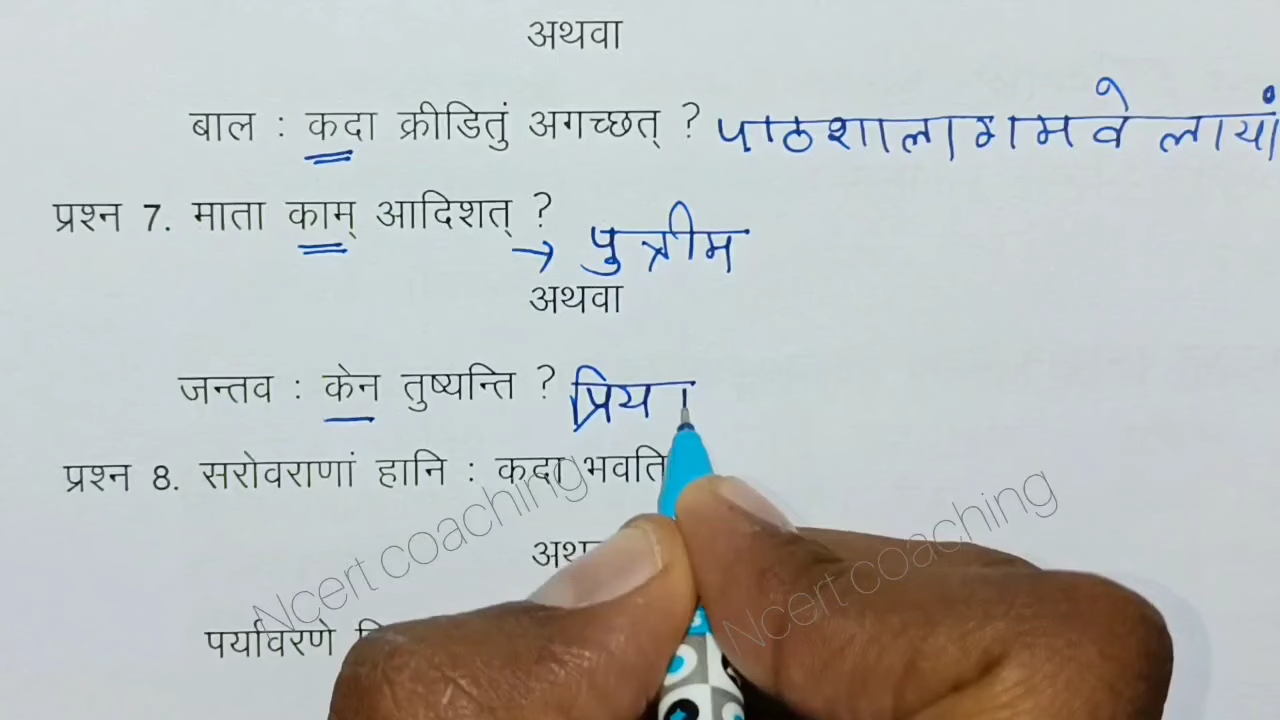 अथवा
बाल : कदा क्रीडितुं अगच्छत् ? पाठशालागमवेलायां
प्रश्न 7. माता काम् आदिशत् ?
→ पुत्रीम
अथवा
जन्तव : केन तुष्यन्ति ? प्रिय
प्रश्न 8. सरोवराणां हानि : कदा भवति
पर्यावरणे
Ncert coaching
Ncert coaching